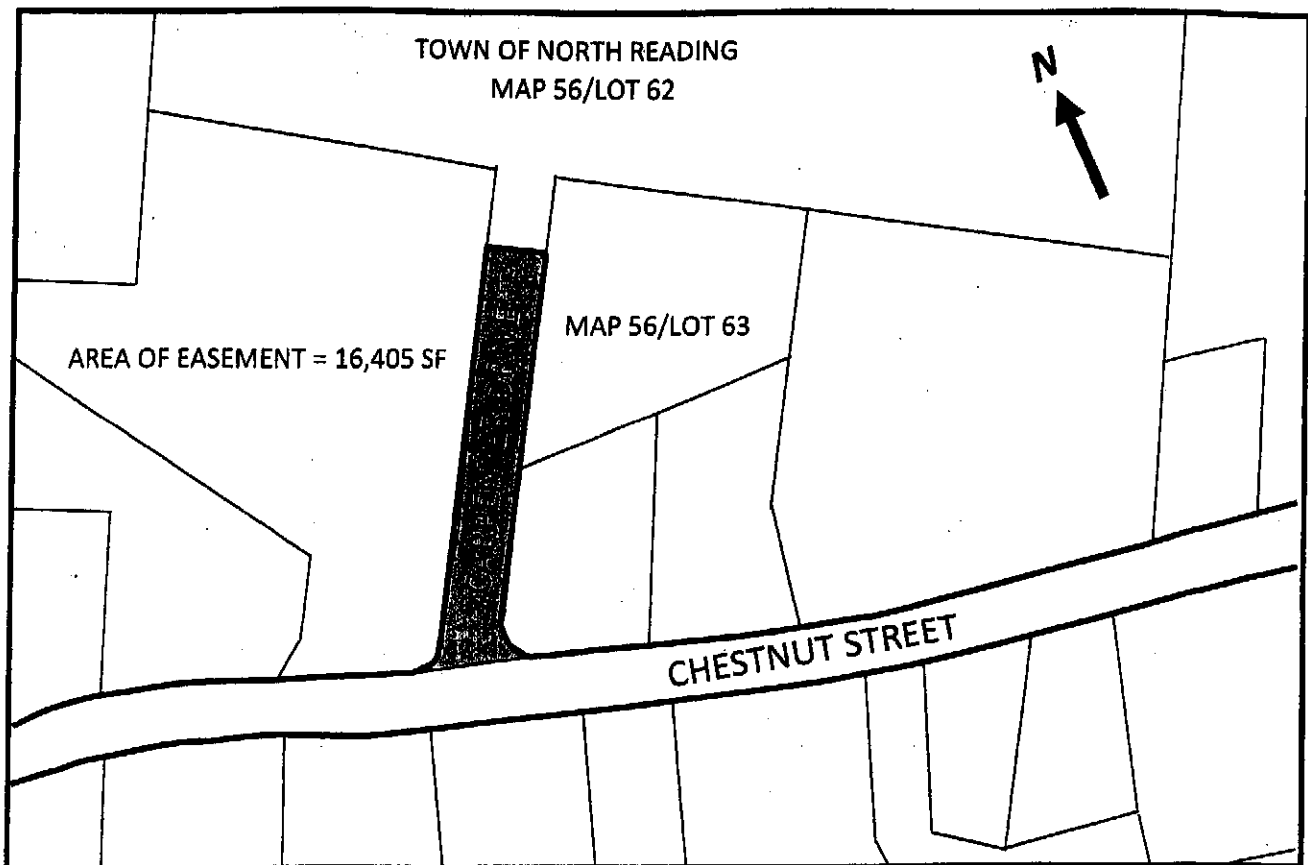 TOWN OF NORTH READING
MAP 56/LOT 62
N
MAP 56/LOT 63
AREA OF EASEMENT = 16,405 SF
CHESTNUT STREET